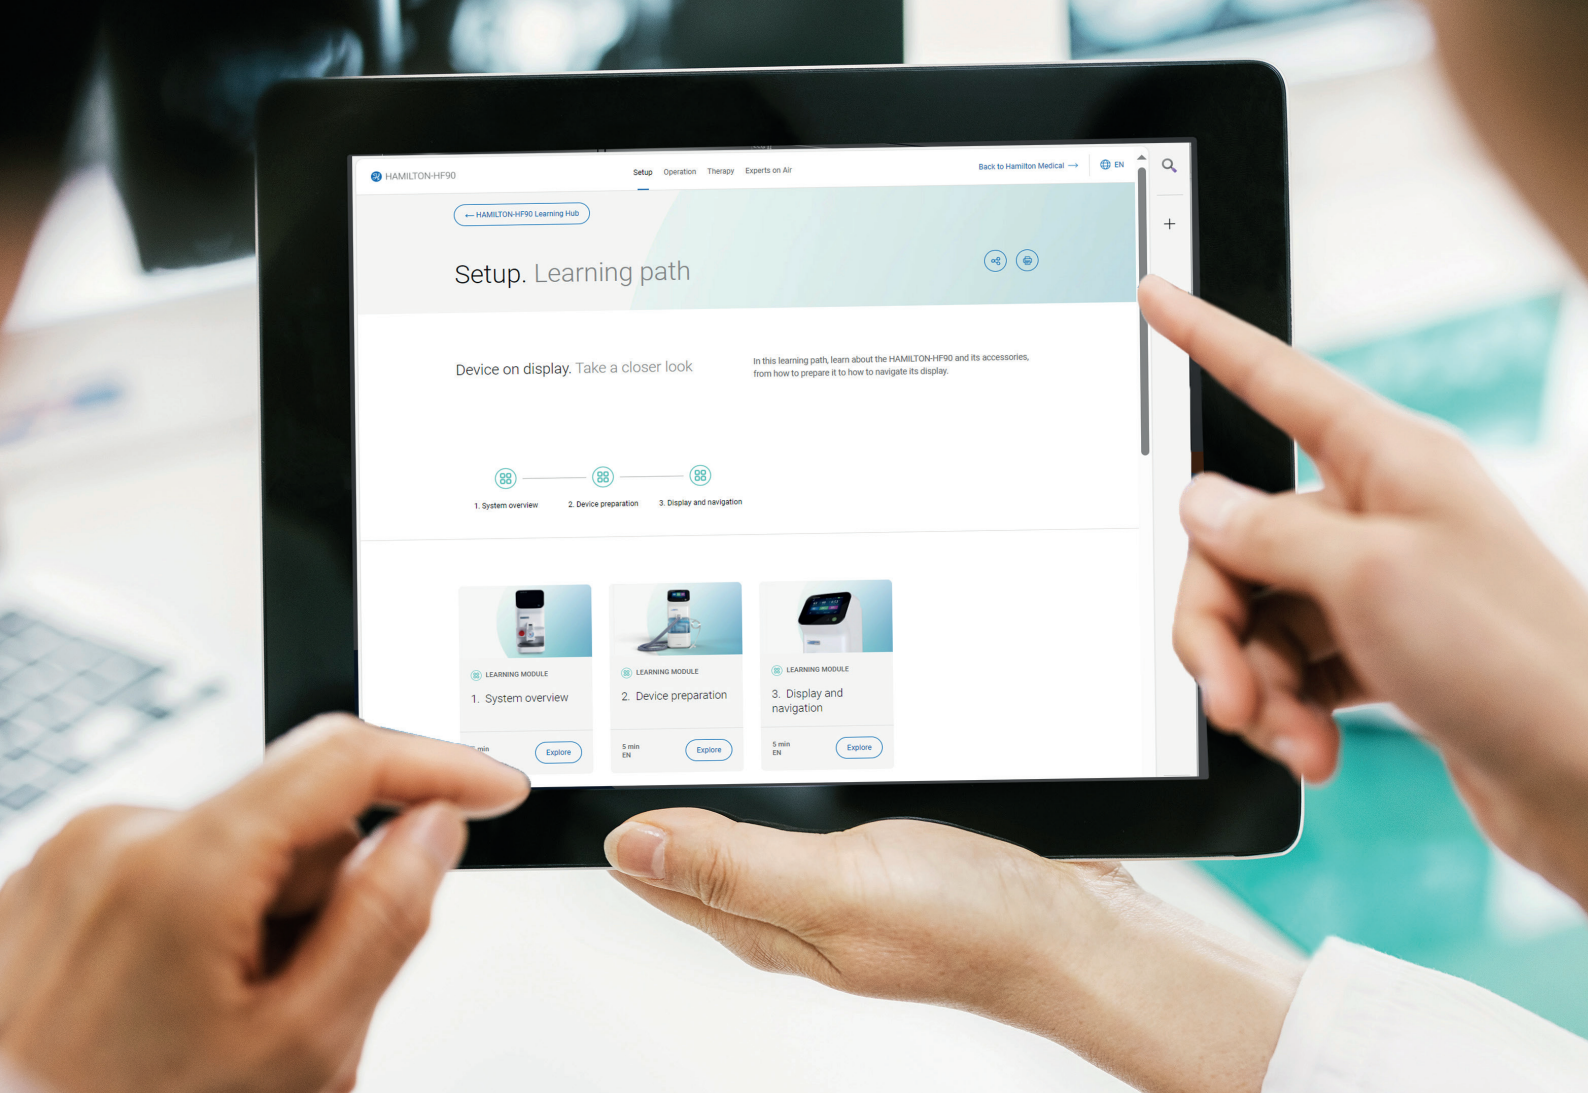 HAMILTON-HF90
Setup Operation Therapy Experts on Air
Back to Hamilton Medical →
EN
← HAMILTON-HF90 Learning Hub
Setup. Learning path
Device on display. Take a closer look
In this learning path, learn about the HAMILTON-HF90 and its accessories,
from how to prepare it to how to navigate its display.
1. System overview
2. Device preparation
3. Display and navigation
LEARNING MODULE
1. System overview
min
Explore
LEARNING MODULE
2. Device preparation
5 min
EN
Explore
LEARNING MODULE
3. Display and
navigation
5 min
EN
Explore